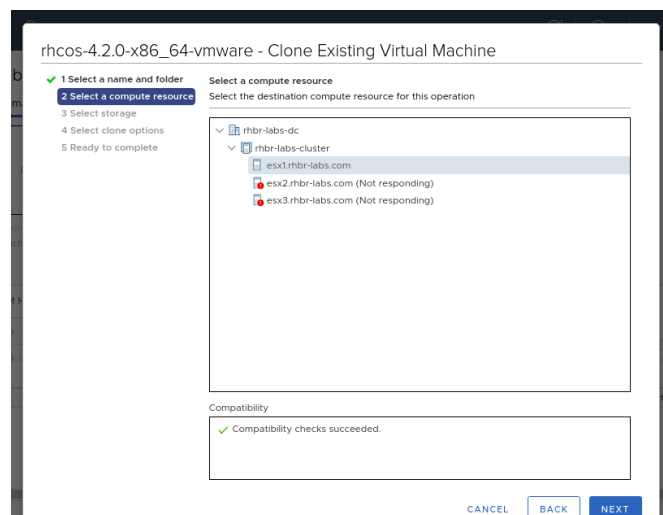 rhcos-4.2.0-x86_64-vmware - Clone Existing Virtual Machine
1 Select a name and folder
2 Select a compute resource
3 Select storage
4 Select clone options
5 Ready to complete
Select a compute resource
Select the destination compute resource for this operation
rhbr-labs-dc
rhbr-labs-cluster
esx1.rhbr-labs.com
esx2.rhbr-labs.com (Not responding)
esx3.rhbr-labs.com (Not responding)
Compatibility
Compatibility checks succeeded.
CANCEL BACK NEXT